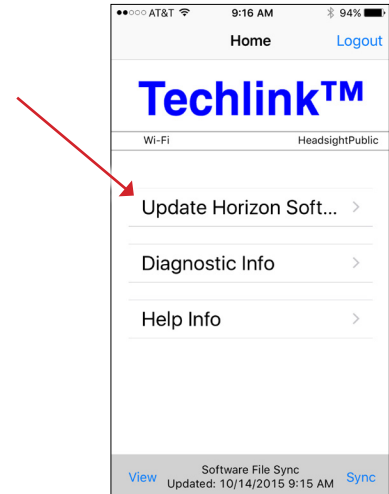 AT&T 9:16 AM 94%
Home Logout
Techlink™
Wi-Fi HeadsightPublic
Update Horizon Soft...
Diagnostic Info
Help Info
Software File Sync
View Updated: 10/14/2015 9:15 AM Sync